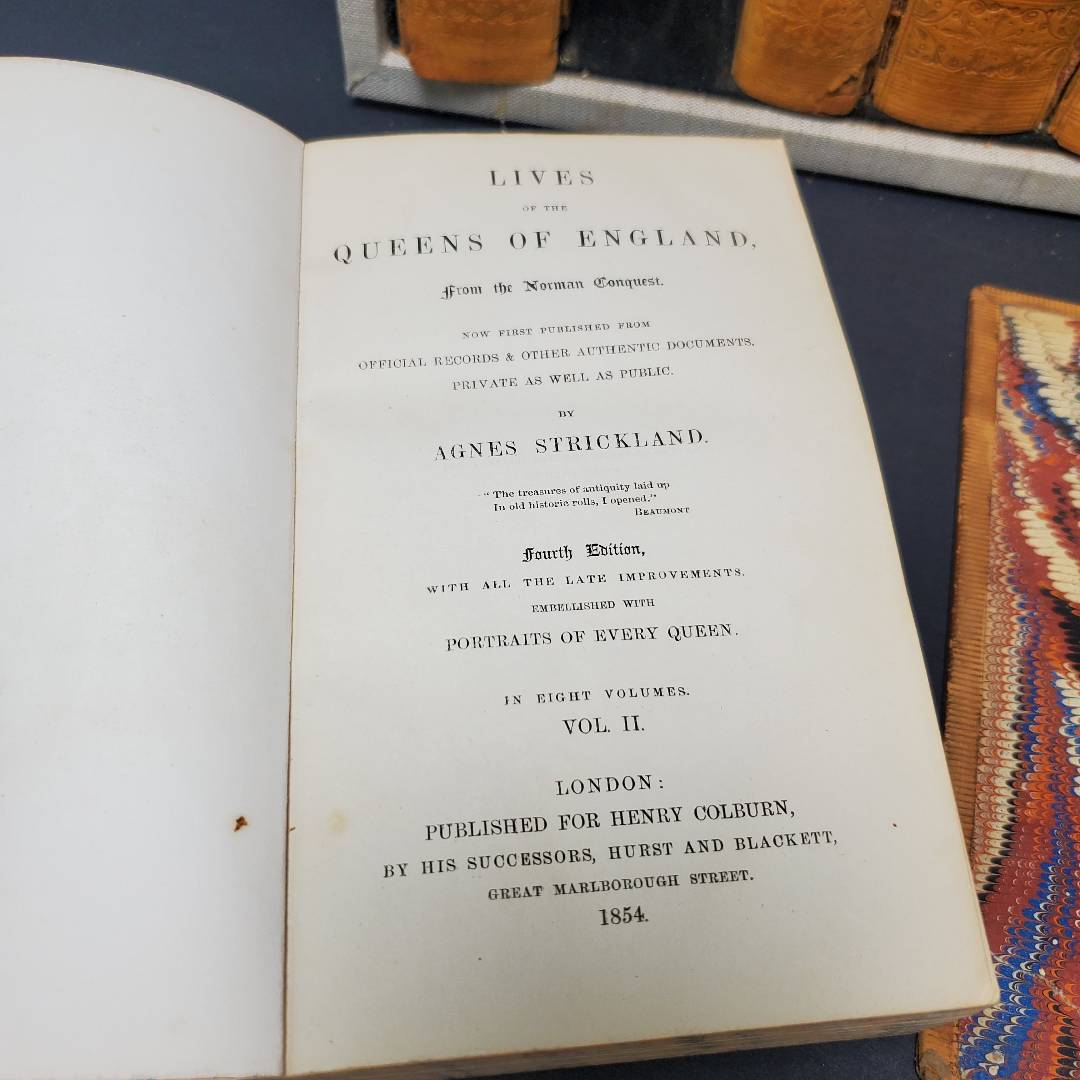 LIVES
OF THE
QUEENS OF ENGLAND,
From the Norman Conquest.
NOW FIRST PUBLISHED FROM
OFFICIAL RECORDS & OTHER AUTHENTIC DOCUMENTS,
PRIVATE AS WELL AS PUBLIC.
BY
AGNES STRICKLAND.
"The treasures of antiquity laid up
In old historic rolls, I opened."
BEAUMONT
Fourth Edition,
WITH ALL THE LATE IMPROVEMENTS.
EMBELLISHED WITH
PORTRAITS OF EVERY QUEEN.
IN EIGHT VOLUMES.
VOL. II.
LONDON:
PUBLISHED FOR HENRY COLBURN,
BY HIS SUCCESSORS, HURST AND BLACKETT,
GREAT MARLBOROUGH STREET.
1854.